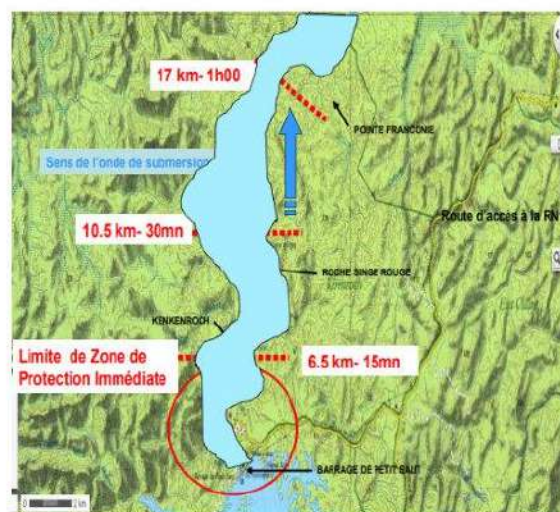 17 km- 1h00
POINTE FRANCONIE
Sens de l'onde de submersion
Route d'accès à la RN
10.5 km- 30mn
ROCHE SINGE ROUGE
KENKENROCH
Limite de Zone de
Protection Immédiate
6.5 km- 15mn
BARRAGE DE PETIT SAUT
0
2 km